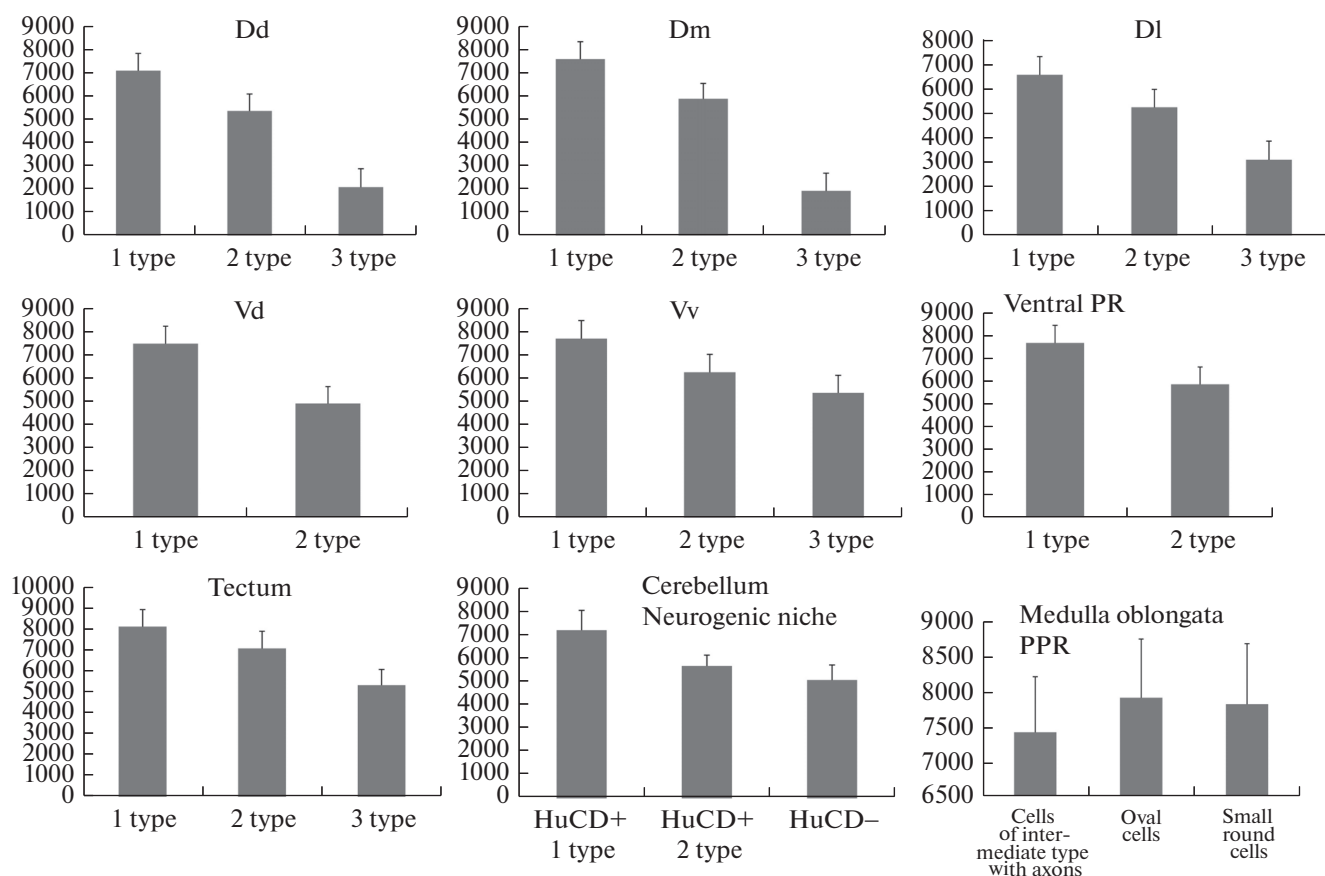 Dd
9000
8000
7000
6000
5000
4000
3000
2000
1000
0
1 type 2 type 3 type
Dm
9000
8000
7000
6000
5000
4000
3000
2000
1000
0
1 type 2 type 3 type
Dl
8000
7000
6000
5000
4000
3000
2000
1000
0
1 type 2 type 3 type
Vd
9000
8000
7000
6000
5000
4000
3000
2000
1000
0
1 type 2 type
Vv
9000
8000
7000
6000
5000
4000
3000
2000
1000
0
1 type 2 type 3 type
Ventral PR
9000
8000
7000
6000
5000
4000
3000
2000
1000
0
1 type 2 type
Tectum
10000
9000
8000
7000
6000
5000
4000
3000
2000
1000
0
1 type 2 type 3 type
Cerebellum
Neurogenic niche
9000
8000
7000
6000
5000
4000
3000
2000
1000
0
HuCD+ HuCD+ HuCD–
1 type 2 type
Medulla oblongata
PPR
9000
8500
8000
7500
7000
6500
Cells
of inter-
mediate type
with axons
Oval
cells
Small
round
cells